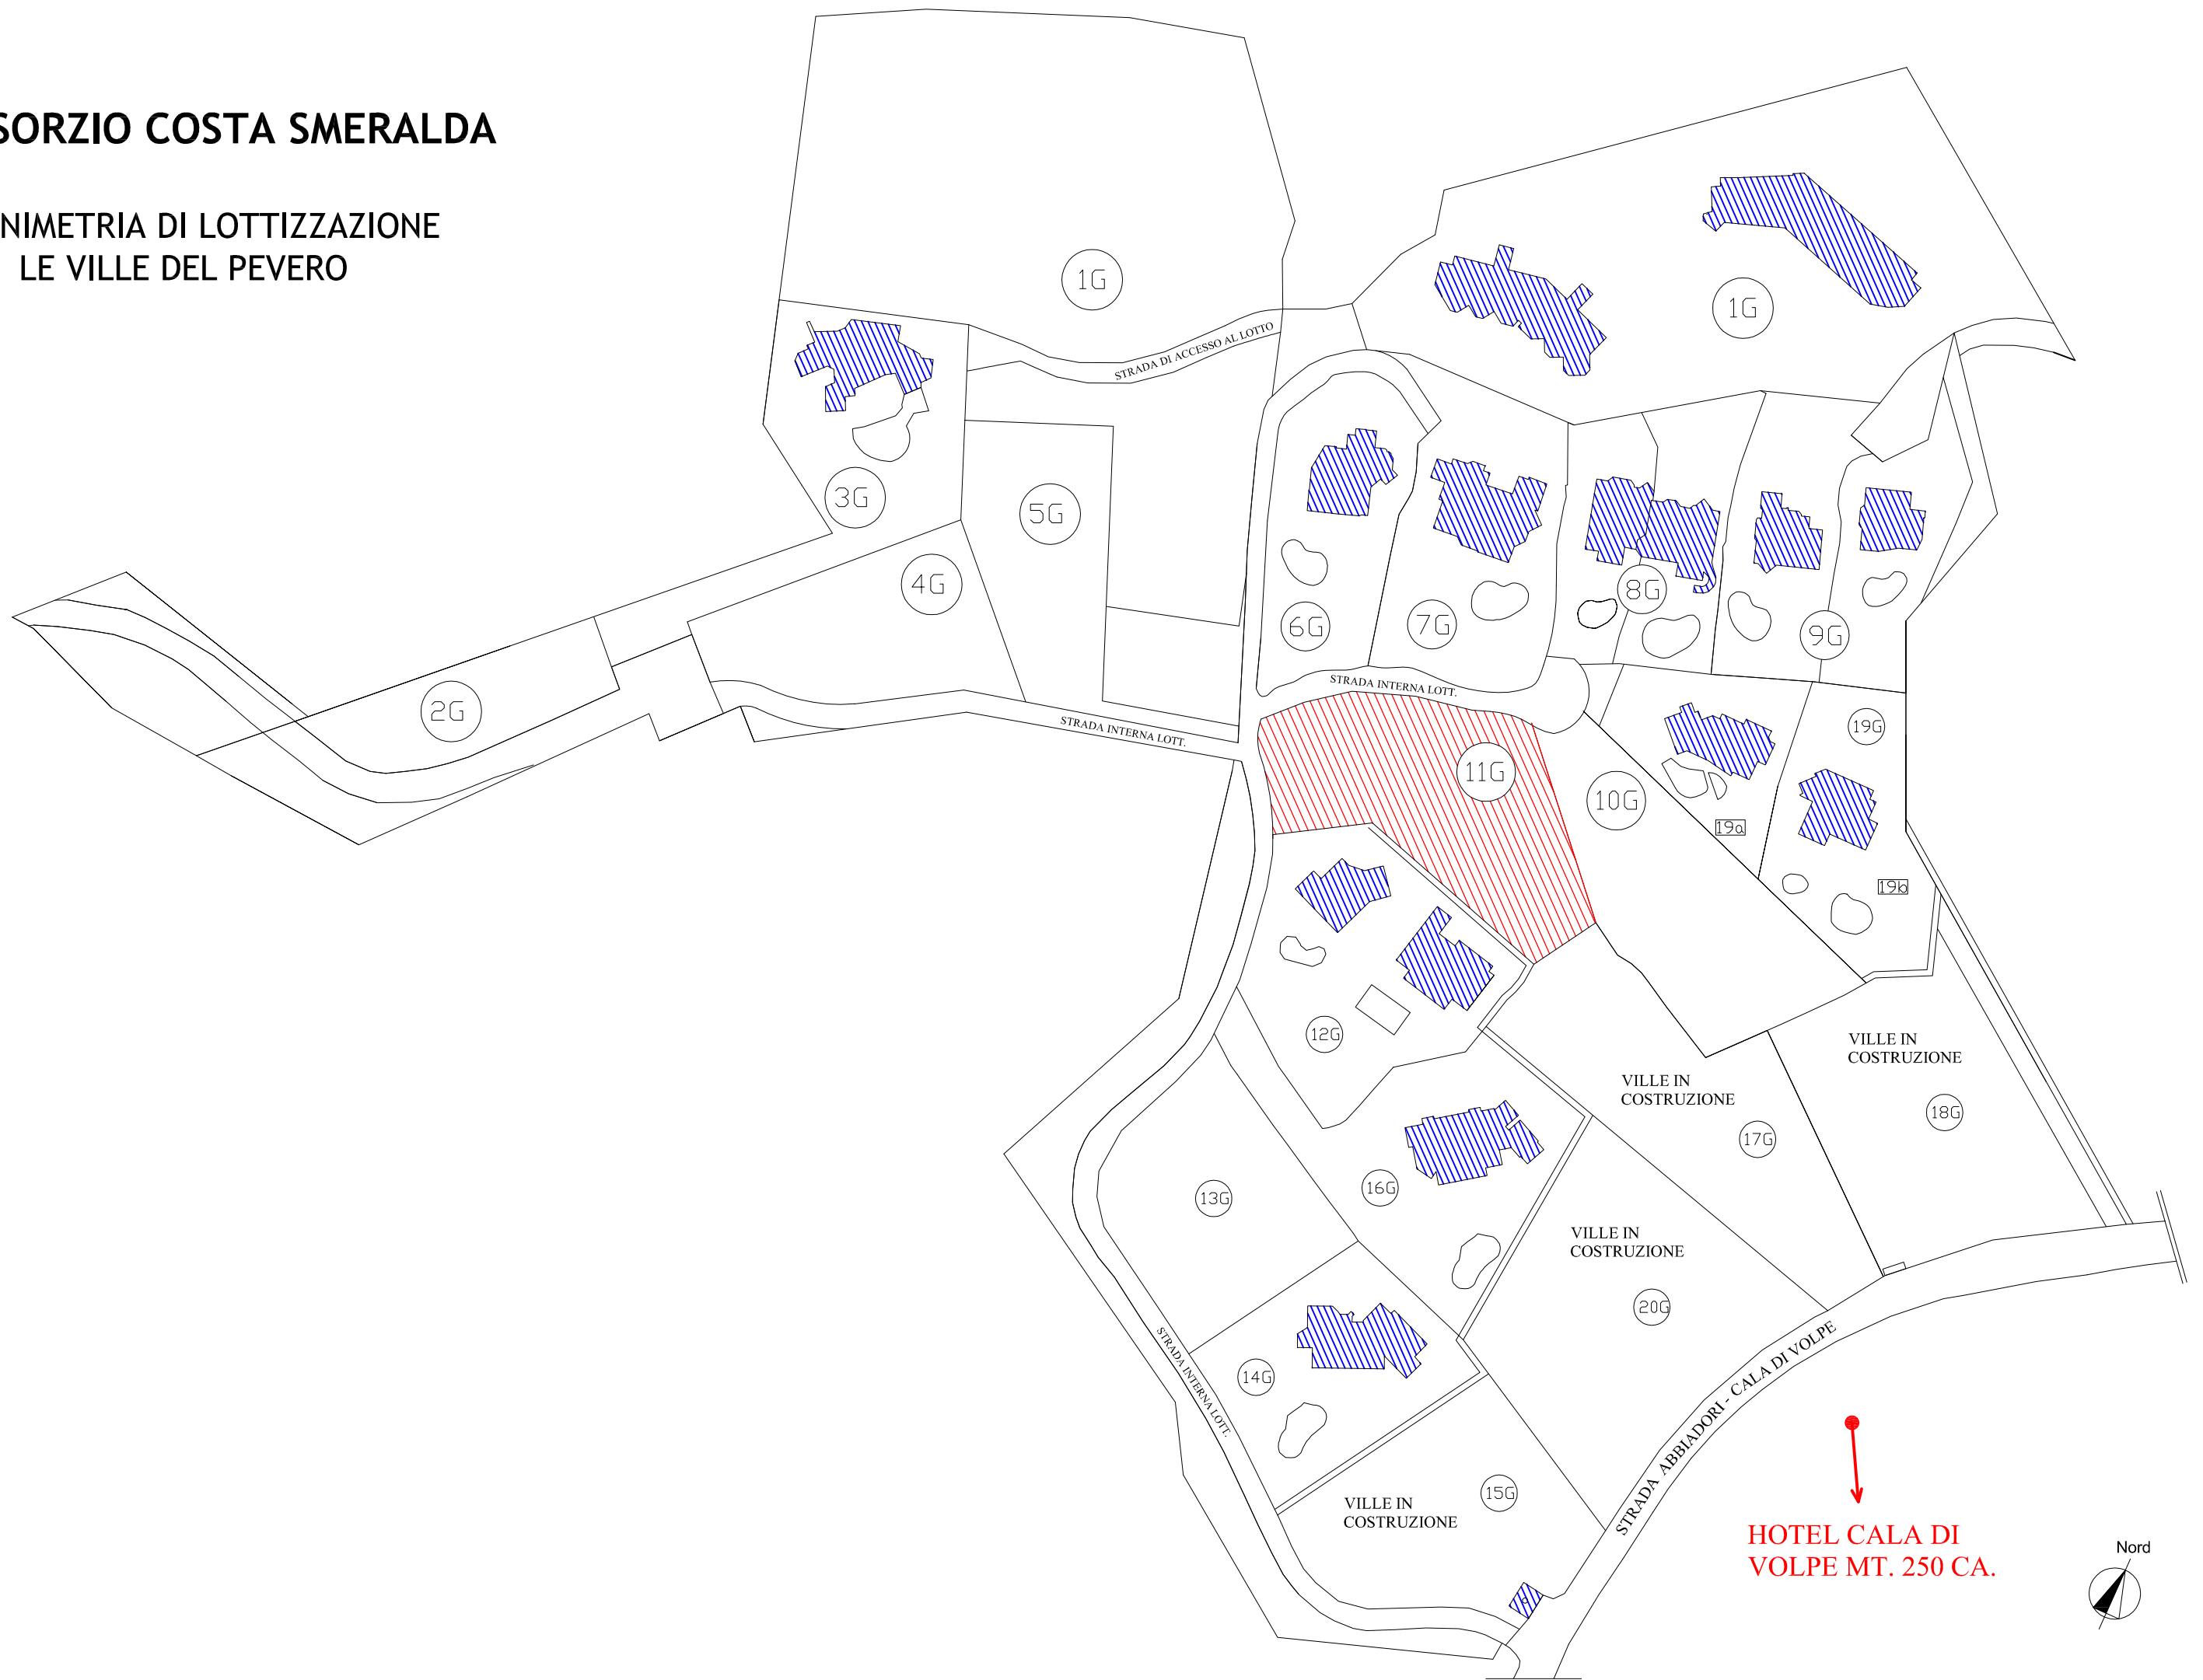 SORZIO COSTA SMERALDA
NIMETRIA DI LOTTIZZAZIONE
LE VILLE DEL PEVERO
1G
1G
STRADA DI ACCESSO AL LOTTO
3G
5G
4G
8G
6G
7G
9G
2G
STRADA INTERNA LOTT.
STRADA INTERNA LOTT.
19G
11G
10G
19a
19b
12G
VILLE IN
COSTRUZIONE
VILLE IN
COSTRUZIONE
18G
17G
16G
13G
VILLE IN
COSTRUZIONE
20G
STRADA INTERNA LOTT.
14G
STRADA ABBIADORI - CALA DI VOLPE
VILLE IN
COSTRUZIONE
15G
HOTEL CALA DI
VOLPE MT. 250 CA.
Nord